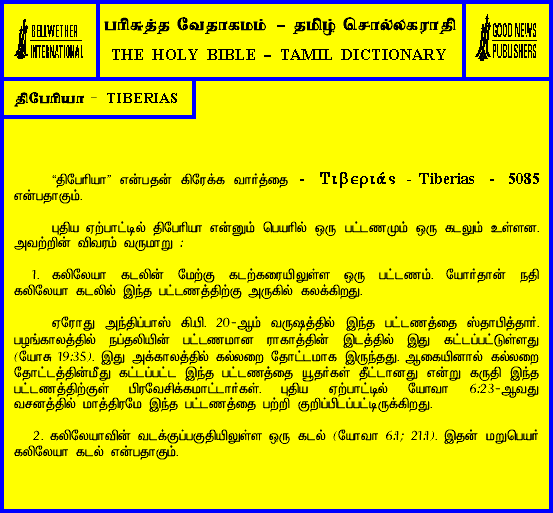 BELLWETHER
INTERNATIONAL
பரிசுத்த வேதாகமம் - தமிழ் சொல்லகராதி
THE HOLY BIBLE - TAMIL DICTIONARY
GOOD NEWS
PUBLISHERS
திபேரியா - TIBERIAS
“திபேரியா” என்பதன் கிரேக்க வார்த்தை - Τιβεριάς - Tiberias - 5085
என்பதாகும்.
புதிய ஏற்பாட்டில் திபேரியா என்னும் பெயரில் ஒரு பட்டணமும் ஒரு கடலும் உள்ளன.
அவற்றின் விவரம் வருமாறு :
1. கலிலேயா கடலின் மேற்கு கடற்கரையிலுள்ள ஒரு பட்டணம். யோர்தான் நதி
கலிலேயா கடலில் இந்த பட்டணத்திற்கு அருகில் கலக்கிறது.
ஏரோது அந்திப்பாஸ் கி.பி. 20-ஆம் வருஷத்தில் இந்த பட்டணத்தை ஸ்தாபித்தார்.
பழங்காலத்தில் நப்தலியின் பட்டணமான ராகாத்தின் இடத்தில் இது கட்டப்பட்டுள்ளது
(யோசு 19:35). இது அக்காலத்தில் கல்லறை தோட்டமாக இருந்தது. ஆகையினால் கல்லறை
தோட்டத்தின்மீது கட்டப்பட்ட இந்த பட்டணத்தை யூதர்கள் தீட்டானது என்று கருதி இந்த
பட்டணத்திற்குள் பிரவேசிக்கமாட்டார்கள். புதிய ஏற்பாட்டில் யோவா 6:23-ஆவது
வசனத்தில் மாத்திரமே இந்த பட்டணத்தை பற்றி குறிப்பிடப்பட்டிருக்கிறது.
2. கலிலேயாவின் வடக்குப்பகுதியிலுள்ள ஒரு கடல் (யோவா 6:1; 21:1). இதன் மறுபெயர்
கலிலேயா கடல் என்பதாகும்.